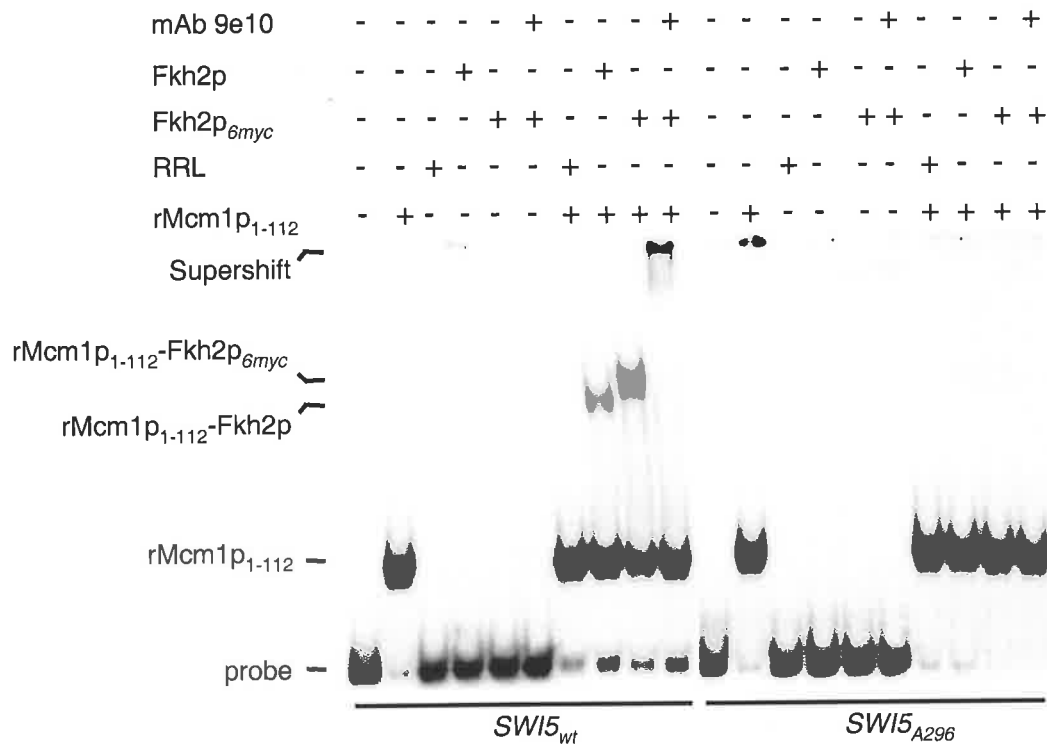 mAb 9e10 - - - - - + - - - + - - - - - + - - - +
Fkh2p - - - + - - - + - - - - - + - - - + - -
Fkh2p6myc - - - - + + - - + + - - - - + + - - + +
RRL - - + - - - + - - - - - + - - - + - - -
rMcm1p1-112 - + - - - - + + + + - + - - - - + + + +
Supershift
rMcm1p1-112-Fkh2p6myc
rMcm1p1-112-Fkh2p
rMcm1p1-112
probe
SWI5wt SWI5A296